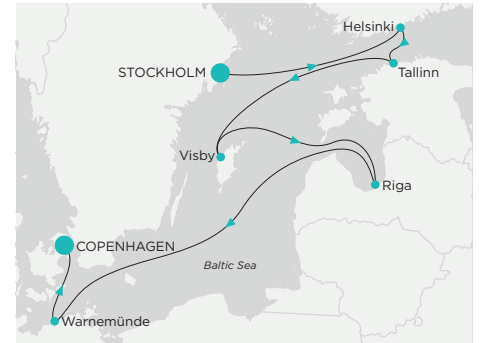 Helsinki
STOCKHOLM
Tallinn
Visby
Riga
COPENHAGEN
Baltic Sea
Warnemünde